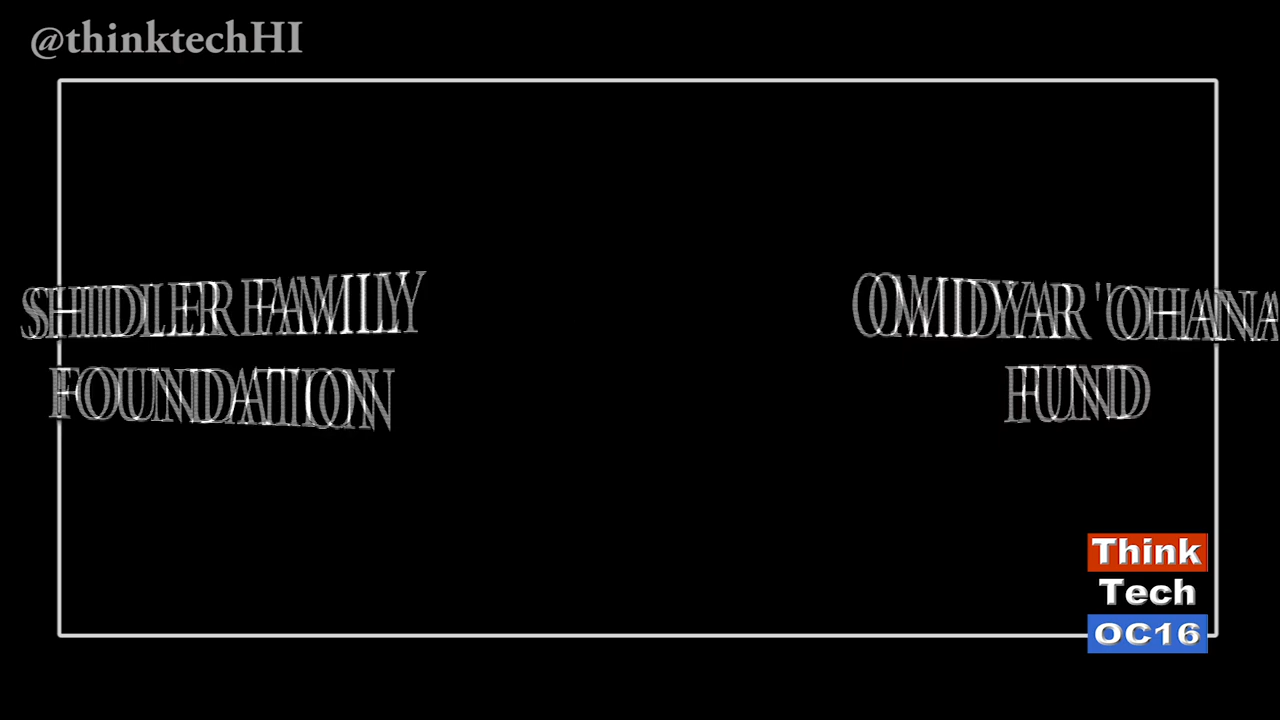 @thinktechHI
SHIDLER FAMILY
FOUNDATION
OMIDYAR "OHANA
FUND
Think
Tech
OC16